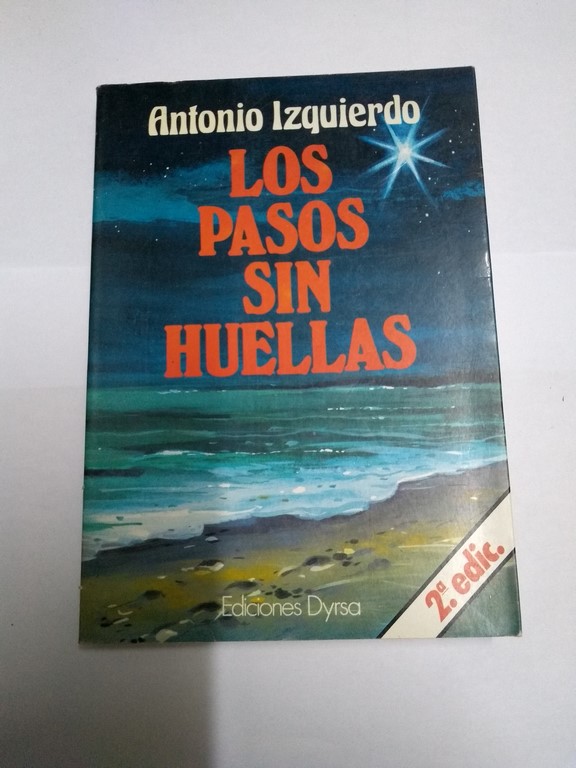 Antonio Izquierdo
LOS
PASOS
SIN
HUELLAS
2ª. edic.
Ediciones Dyrsa